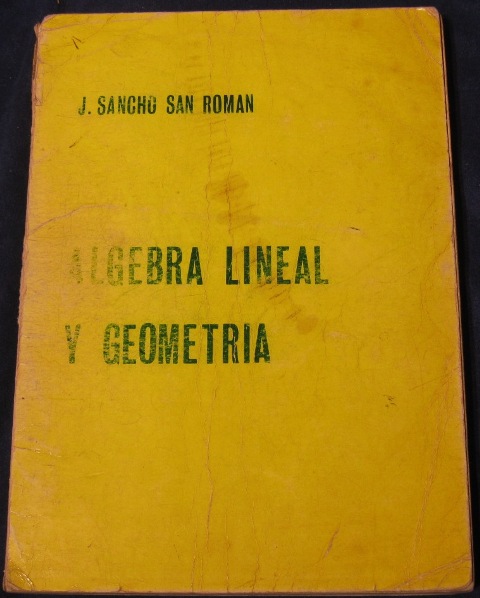 J. SANCHO SAN ROMAN
ALGEBRA LINEAL
Y GEOMETRIA